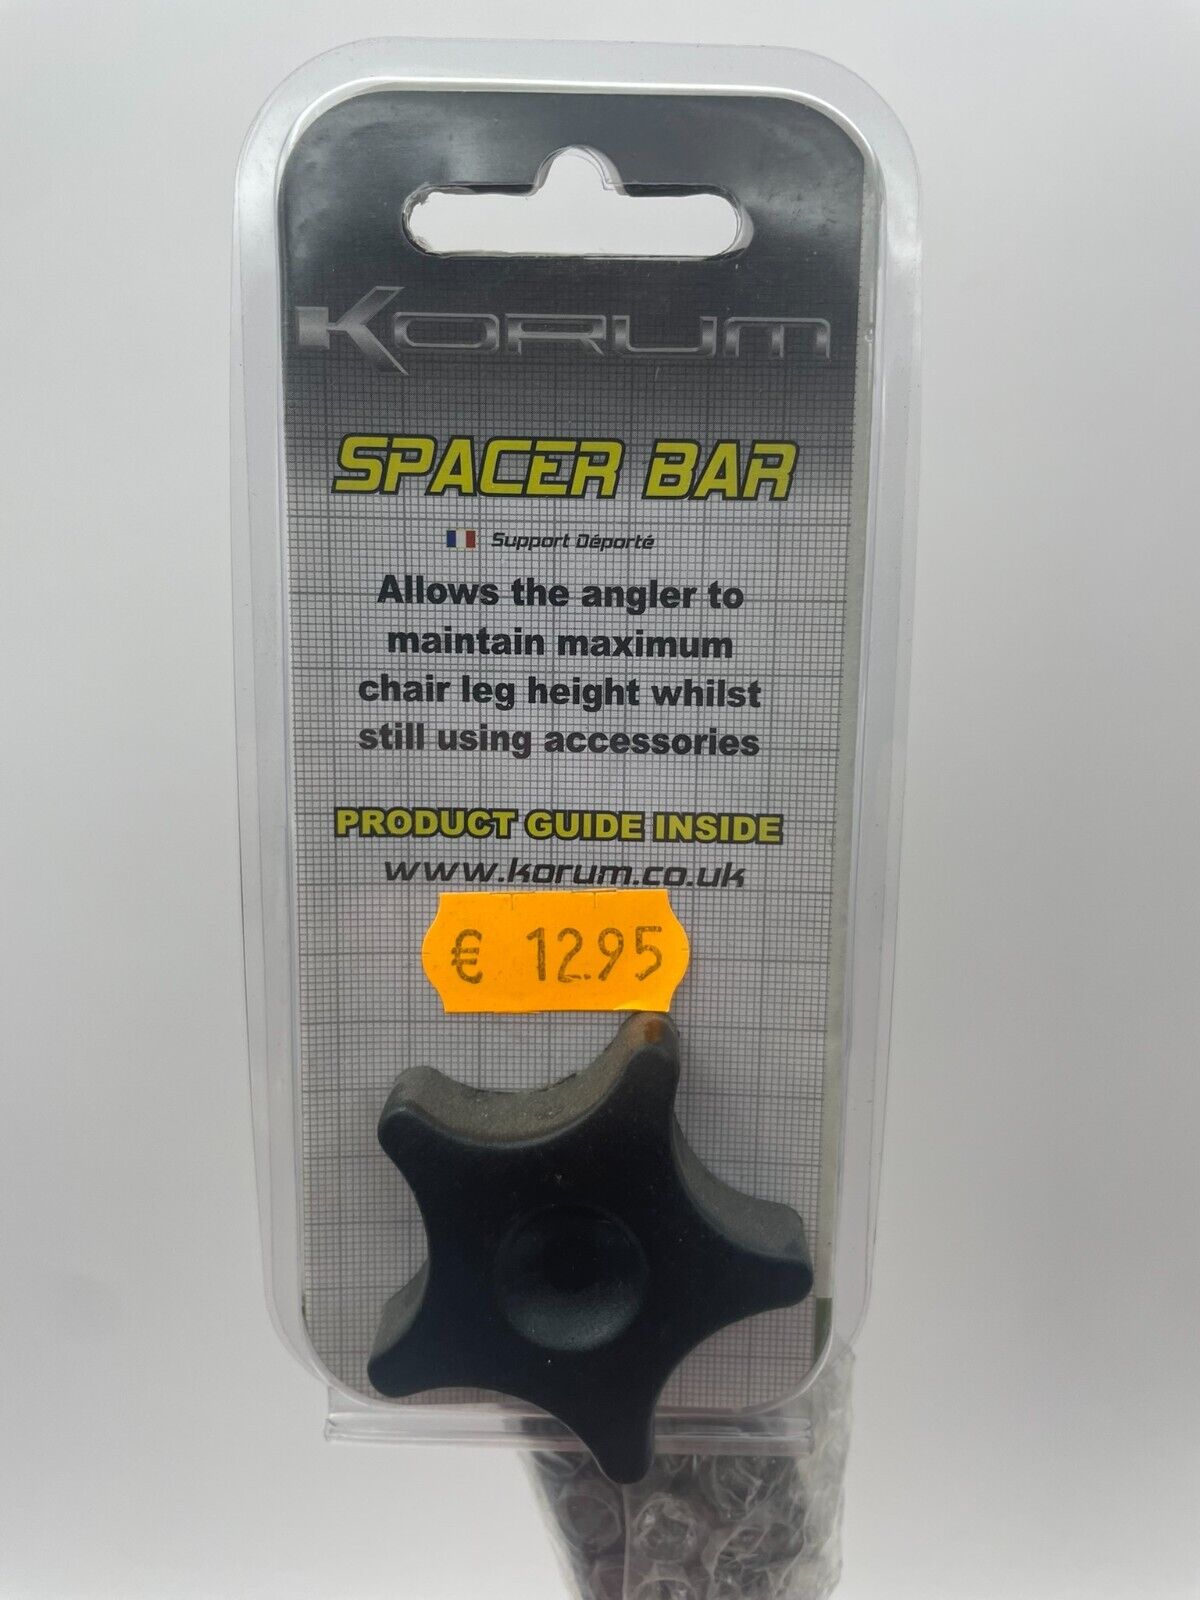 KORUM
SPACER BAR
Support Déporté
Allows the angler to
maintain maximum
chair leg height whilst
still using accessories
PRODUCT GUIDE INSIDE
www.korum.co.uk
€ 12.95